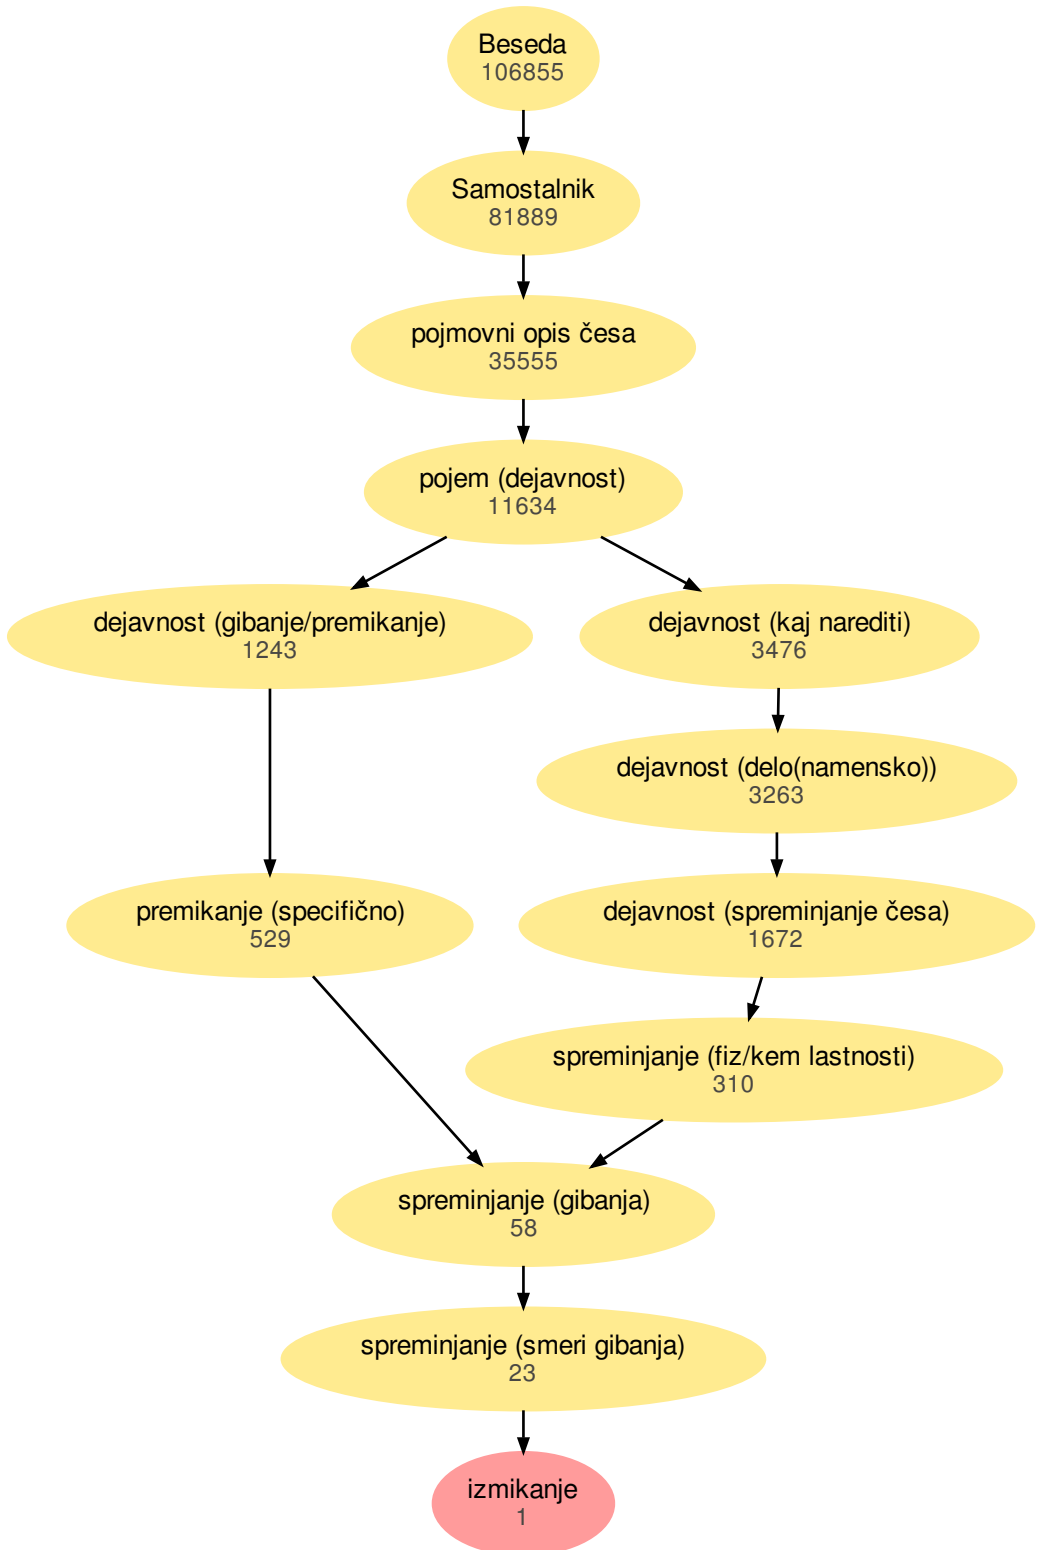 Beseda
106855
Samostalnik
81889
pojmovni opis česa
35555
pojem (dejavnost)
11634
dejavnost (gibanje/premikanje)
1243
dejavnost (kaj narediti)
3476
dejavnost (delo(namensko))
3263
premikanje (specifično)
529
dejavnost (spreminjanje česa)
1672
spreminjanje (fiz/kem lastnosti)
310
spreminjanje (gibanja)
58
spreminjanje (smeri gibanja)
23
izmikanje
1